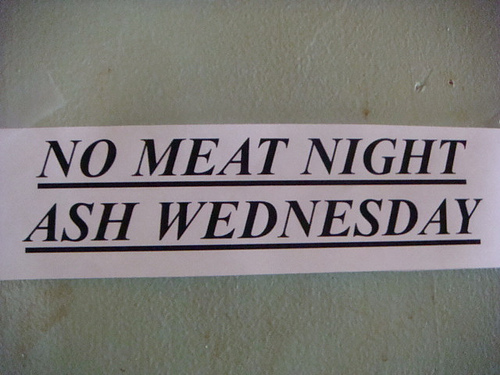 NO MEAT NIGHT
ASH WEDNESDAY